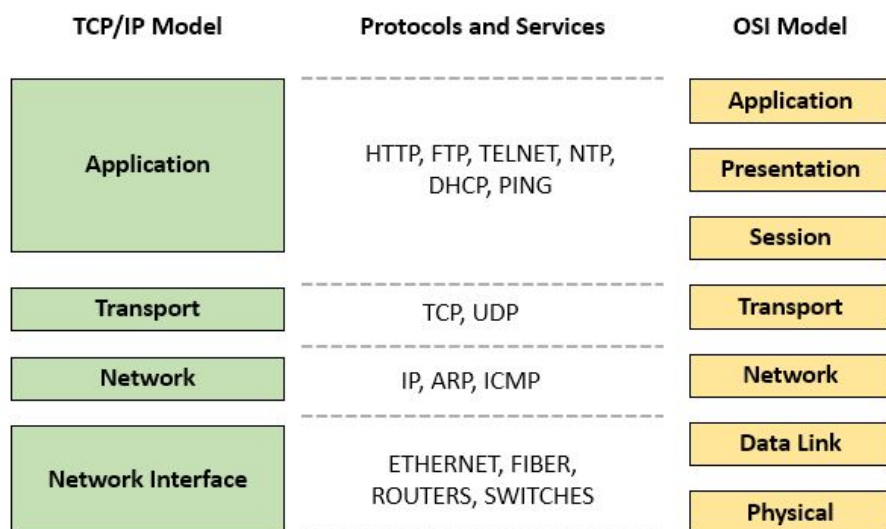 TCP/IP Model
Protocols and Services
OSI Model
Application
HTTP, FTP, TELNET, NTP,
DHCP, PING
Application
Presentation
Session
Transport
TCP, UDP
Transport
Network
IP, ARP, ICMP
Network
Network Interface
ETHERNET, FIBER,
ROUTERS, SWITCHES
Data Link
Physical